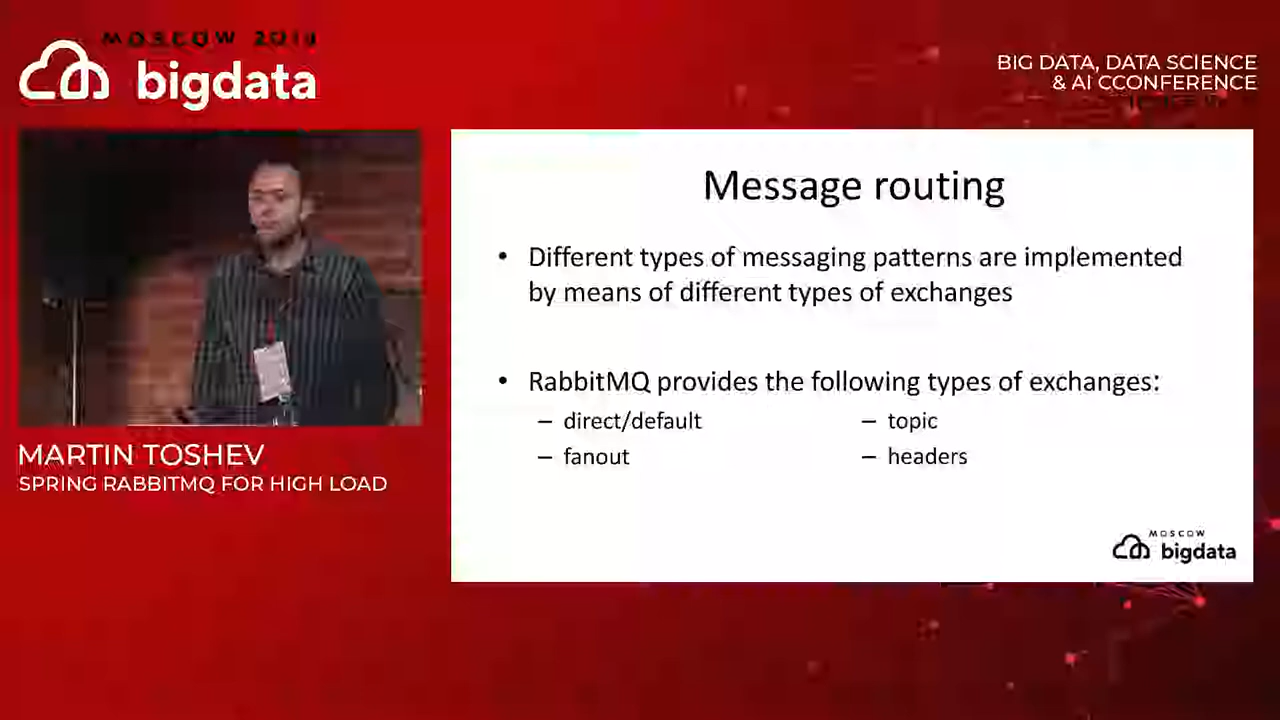 MOSCOW 2019
bigdata
BIG DATA, DATA SCIENCE
& AI CCONFERENCE
Message routing
• Different types of messaging patterns are implemented
by means of different types of exchanges
• RabbitMQ provides the following types of exchanges:
– direct/default
– topic
– fanout
– headers
MARTIN TOSHEV
SPRING RABBITMQ FOR HIGH LOAD
MOSCOW
bigdata